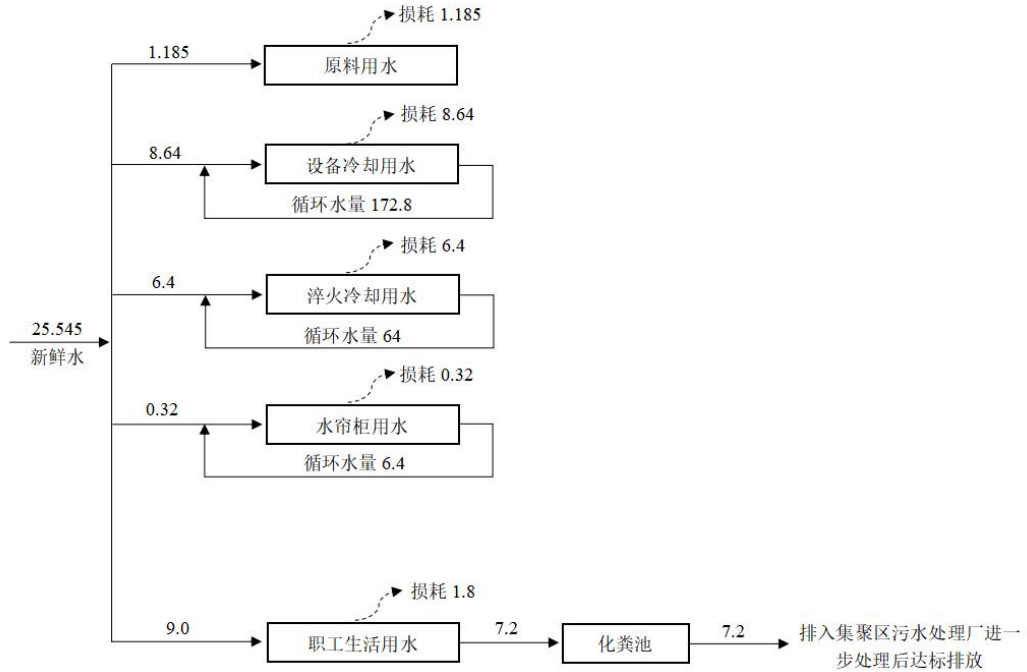 损耗 1.185
1.185
原料用水
损耗 8.64
8.64
设备冷却用水
循环水量 172.8
损耗 6.4
6.4
淬火冷却用水
循环水量 64
25.545
新鲜水
损耗 0.32
0.32
水帘柜用水
循环水量 6.4
损耗 1.8
9.0
职工生活用水
7.2
化粪池
7.2
排入集聚区污水处理厂进一
步处理后达标排放